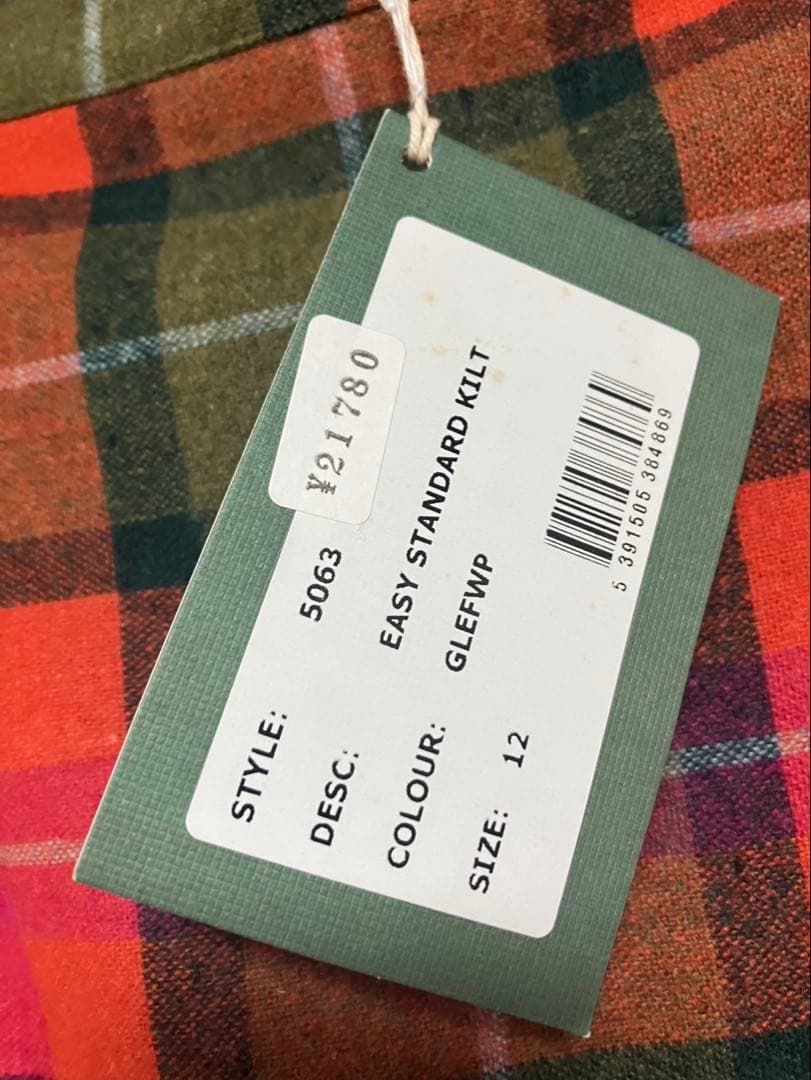 ¥21780
STYLE: 5063
DESC: EASY STANDARD KILT
COLOUR: GLEFWP
SIZE: 12
5 391505 384869